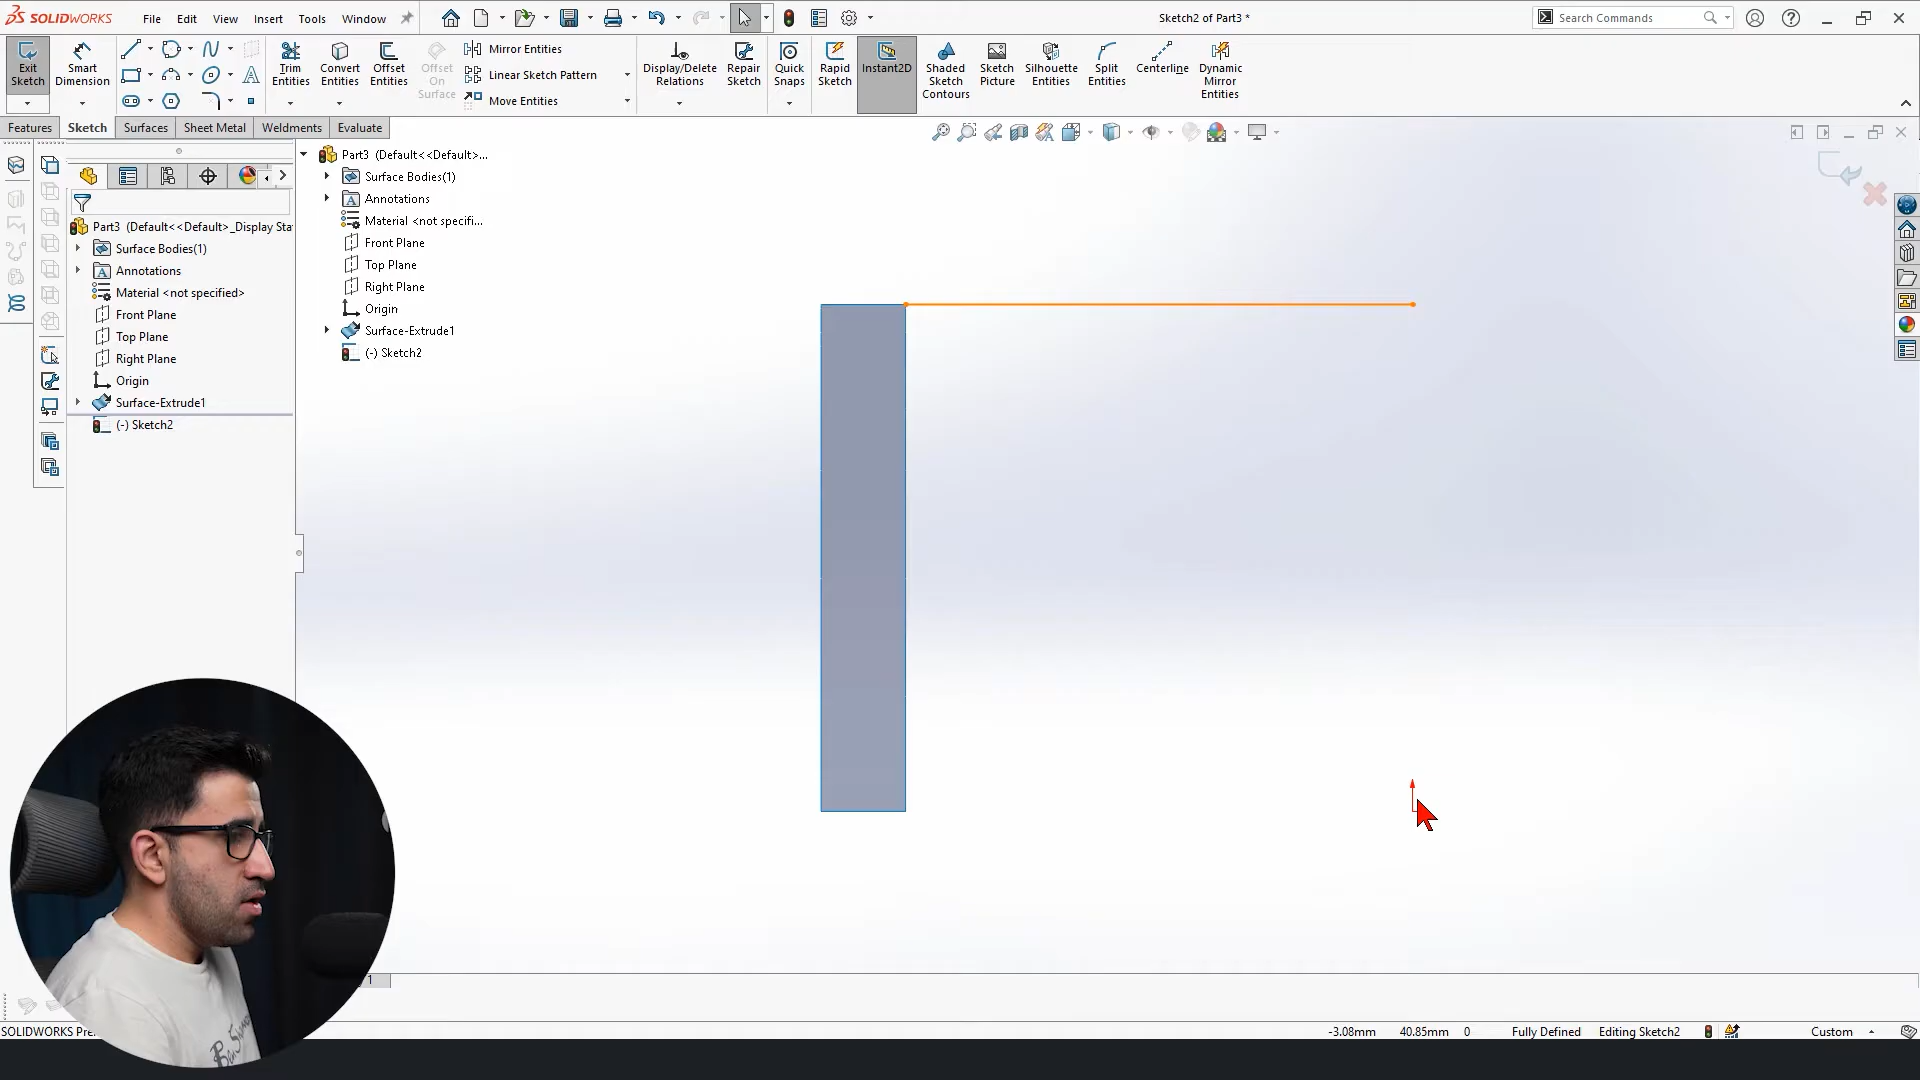 SOLIDWORKS
File
Edit
View
Insert
Tools
Window
Sketch2 of Part3 *
Search Commands
Exit Sketch
Smart Dimension
Trim Entities
Convert Entities
Offset Entities
Offset On Surface
Mirror Entities
Linear Sketch Pattern
Move Entities
Display/Delete Relations
Repair Sketch
Quick Snaps
Rapid Sketch
Instant2D
Shaded Sketch Contours
Sketch Picture
Silhouette Entities
Split Entities
Centerline
Dynamic Mirror Entities
Features
Sketch
Surfaces
Sheet Metal
Weldments
Evaluate
Part3 (Default<<Default>_Display Sta
Surface Bodies(1)
Annotations
Material <not specified>
Front Plane
Top Plane
Right Plane
Origin
Surface-Extrude1
(-) Sketch2
Part3 (Default<<Default>...
Surface Bodies(1)
Annotations
Material <not specifi...
Front Plane
Top Plane
Right Plane
Origin
Surface-Extrude1
(-) Sketch2
1
SOLIDWORKS Pre
-3.08mm
40.85mm
0
Fully Defined
Editing Sketch2
Custom